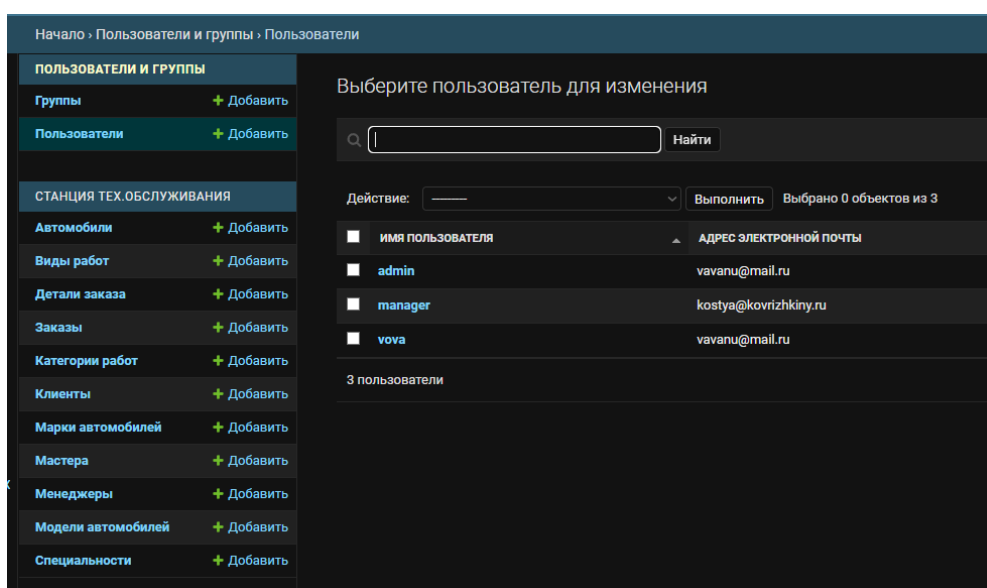 Начало › Пользователи и группы › Пользователи
ПОЛЬЗОВАТЕЛИ И ГРУППЫ
Группы + Добавить
Пользователи + Добавить
СТАНЦИЯ ТЕХ.ОБСЛУЖИВАНИЯ
Автомобили + Добавить
Виды работ + Добавить
Детали заказа + Добавить
Заказы + Добавить
Категории работ + Добавить
Клиенты + Добавить
Марки автомобилей + Добавить
Мастера + Добавить
Менеджеры + Добавить
Модели автомобилей + Добавить
Специальности + Добавить
Выберите пользователь для изменения
Найти
Действие: --------- Выполнить Выбрано 0 объектов из 3
ИМЯ ПОЛЬЗОВАТЕЛЯ АДРЕС ЭЛЕКТРОННОЙ ПОЧТЫ
admin vavanu@mail.ru
manager kostya@kovrizhkiny.ru
vova vavanu@mail.ru
3 пользователи